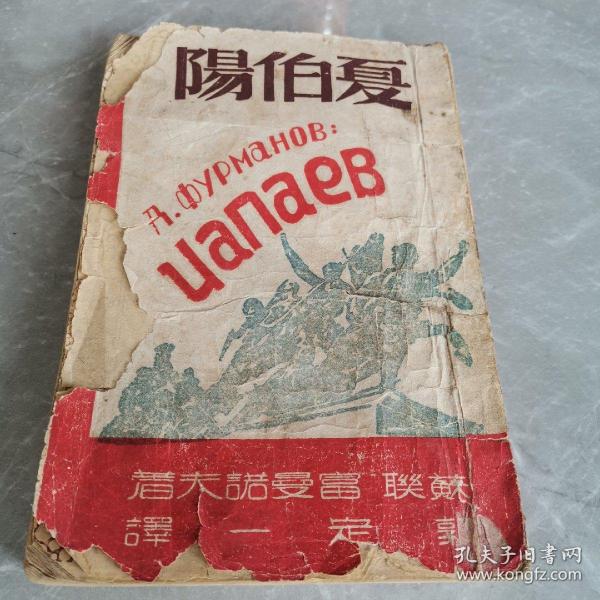 夏伯陽
Д. Фурманов:
цапаев
蘇聯 富曼諾夫著
郭定一譯
孔夫子旧书网
www.kongfz.com